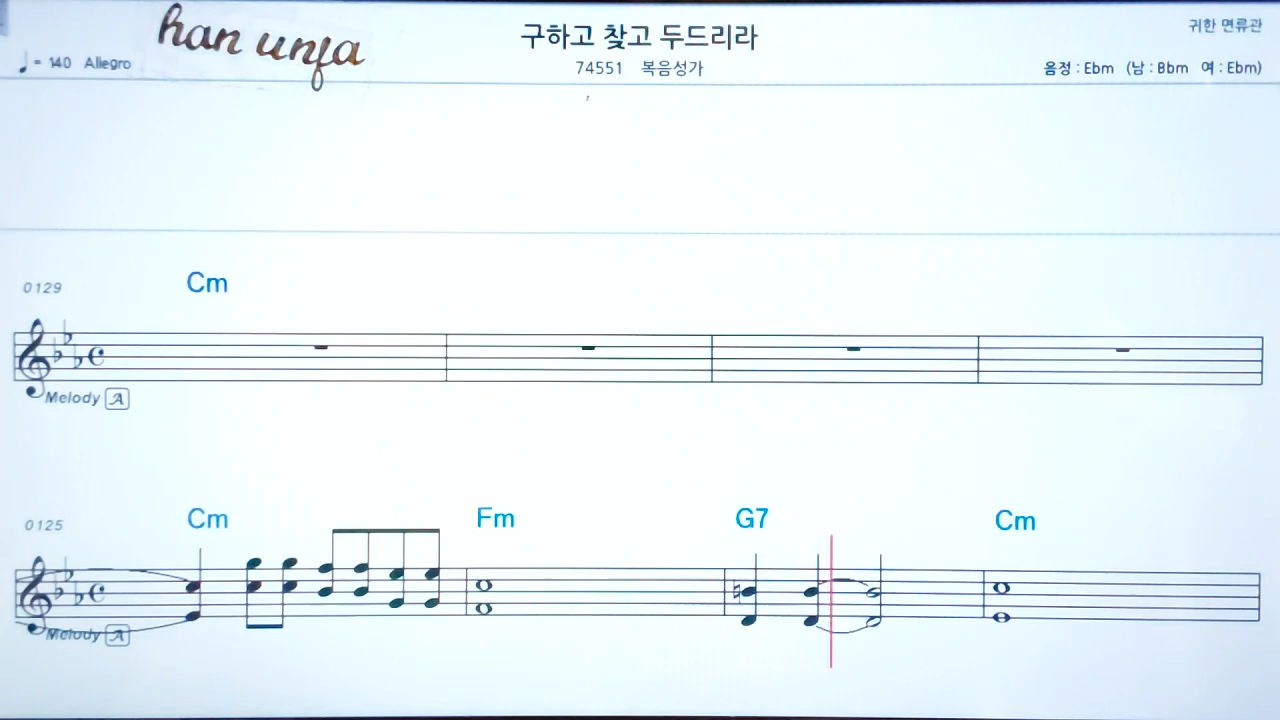 han unfa
구하고 찾고 두드리라
귀한 면류관
♩= 140 Allegro
74551 복음성가
음정 : Ebm (남 : Bbm 여 : Ebm)
0129 Cm
Melody A
0125 Cm Fm G7 Cm
Melody A